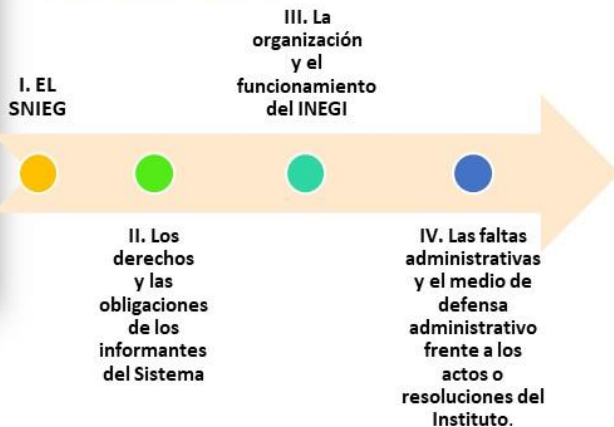 I. EL
SNIEG
II. Los
derechos
y las
obligaciones
de los
informantes
del Sistema
III. La
organización
y el
funcionamiento
del INEGI
IV. Las faltas
administrativas
y el medio de
defensa
administrativo
frente a los
actos o
resoluciones del
Instituto.